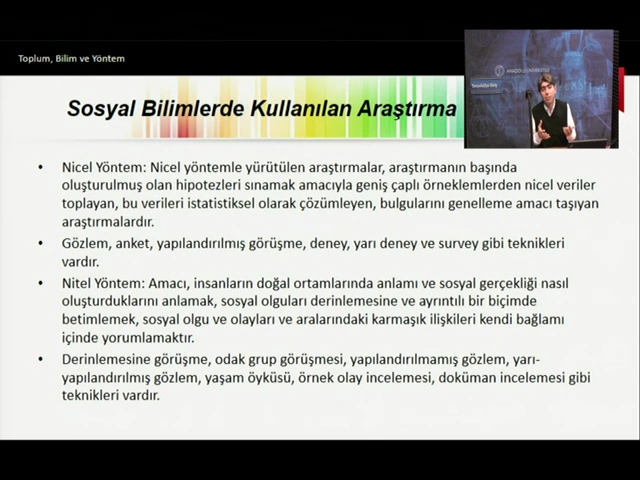 Toplum, Bilim ve Yöntem
Sosyal Bilimlerde Kullanılan Araştırma
• Nicel Yöntem: Nicel yöntemle yürütülen araştırmalar, araştırmanın başında
oluşturulmuş olan hipotezleri sınamak amacıyla geniş çaplı örneklemlerden nicel veriler
toplayan, bu verileri istatistiksel olarak çözümleyen, bulgularını genelleme amacı taşıyan
araştırmalardır.
• Gözlem, anket, yapılandırılmış görüşme, deney, yarı deney ve survey gibi teknikleri
vardır.
• Nitel Yöntem: Amacı, insanların doğal ortamlarında anlamı ve sosyal gerçekliği nasıl
oluşturduklarını anlamak, sosyal olguları derinlemesine ve ayrıntılı bir biçimde
betimlemek, sosyal olgu ve olayları ve aralarındaki karmaşık ilişkileri kendi bağlamı
içinde yorumlamaktır.
• Derinlemesine görüşme, odak grup görüşmesi, yapılandırılmamış gözlem, yarı-
yapılandırılmış gözlem, yaşam öyküsü, örnek olay incelemesi, doküman incelemesi gibi
teknikleri vardır.